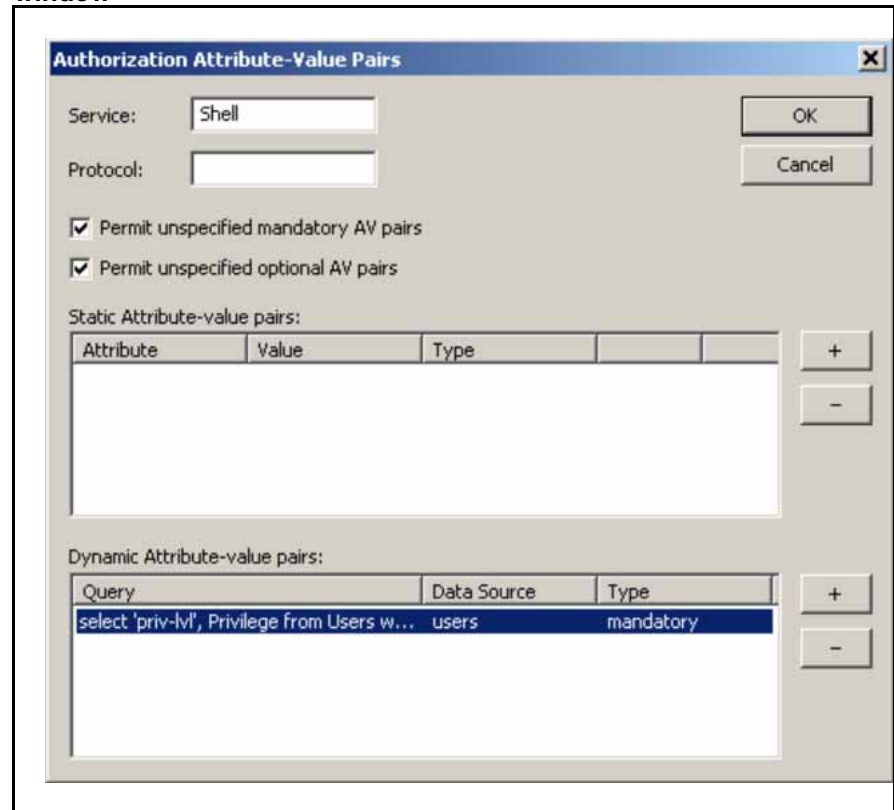 Authorization Attribute-Value Pairs
Service: Shell
OK
Protocol:
Cancel
Permit unspecified mandatory AV pairs
Permit unspecified optional AV pairs
Static Attribute-value pairs:
Attribute Value Type
+
-
Dynamic Attribute-value pairs:
Query Data Source Type
+
select 'priv-lvl', Privilege from Users w... users mandatory
-